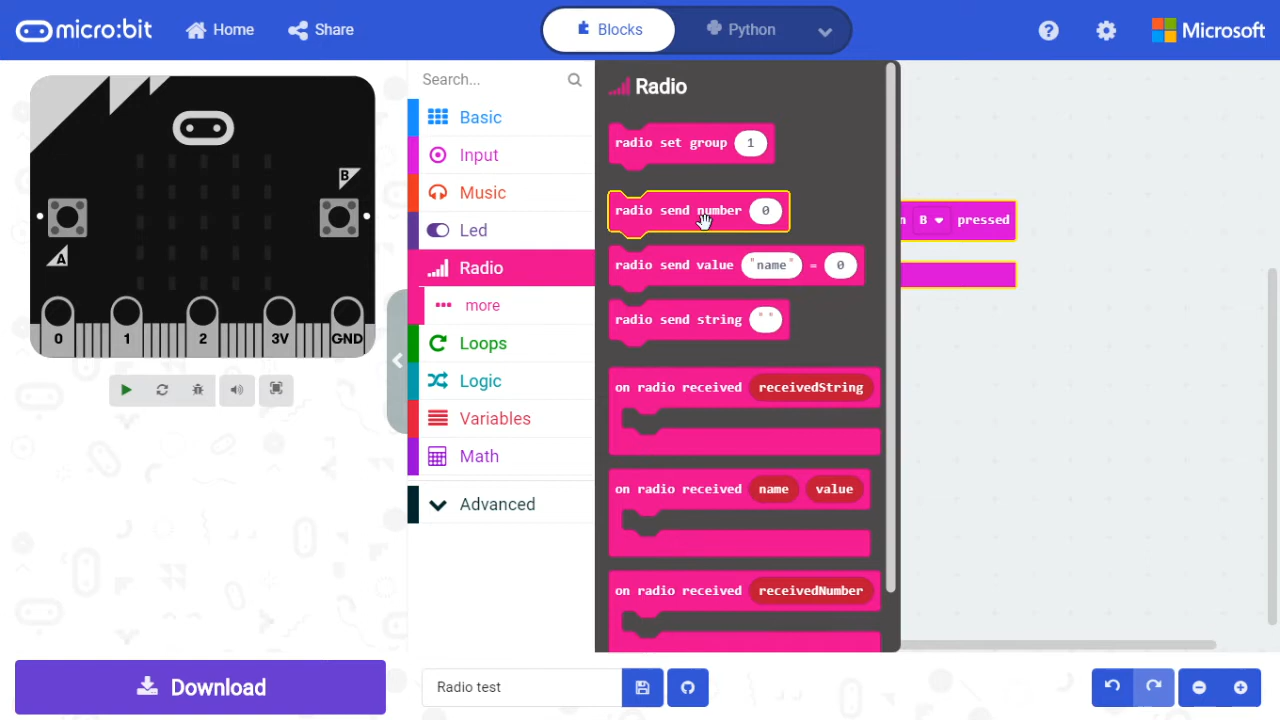 micro:bit
Home
Share
Blocks
Python
Microsoft
B
A
0 1 2 3V GND
Download
Search...
Basic
Input
Music
Led
Radio
more
Loops
Logic
Variables
Math
Advanced
Radio
radio set group 1
radio send number 0
radio send value "name" = 0
radio send string " "
on radio received receivedString
on radio received name value
on radio received receivedNumber
n B pressed
Radio test